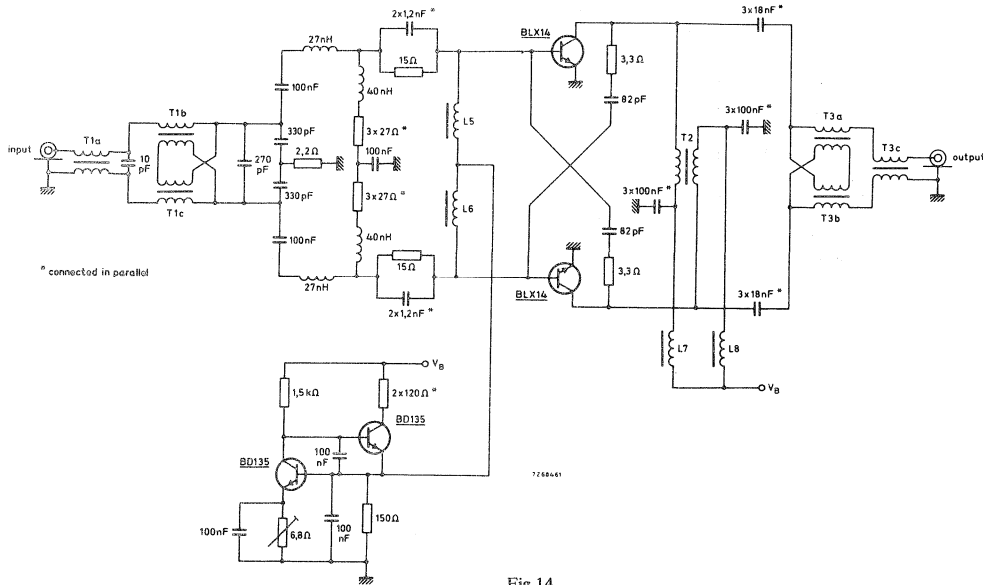 2x1,2nF*
BLX14
3x18nF*
27nH
15Ω
3,3Ω
100nF
40nH
82pF
3x100nF*
T1b
330pF
3x27Ω*
L5
T2
T3a
input
T1a
10
pF
270
pF
2,2Ω
100nF
T3c
output
330pF
3x27Ω*
L6
3x100nF*
T1c
T3b
100nF
40nH
82pF
15Ω
3,3Ω
* connected in parallel
27nH
2x1,2nF*
BLX14
3x18nF*
L7
L8
VB
VB
1,5kΩ
2x120Ω*
BD135
BD135
100
nF
7260461
100nF
6,8Ω
100
nF
150Ω
Fig 14